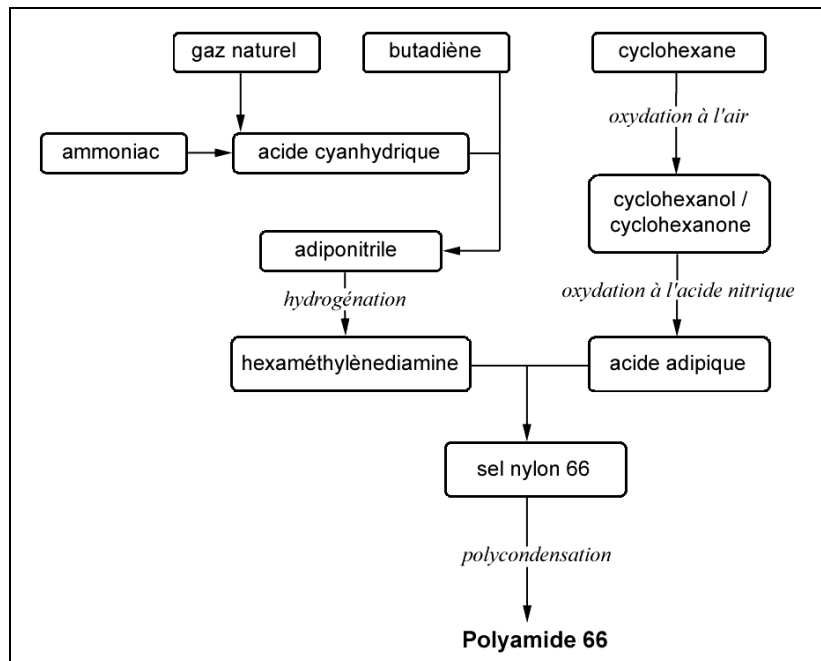 gaz naturel
butadiène
cyclohexane
oxydation à l'air
ammoniac
acide cyanhydrique
cyclohexanol /
cyclohexanone
adiponitrile
hydrogénation
oxydation à l'acide nitrique
hexaméthylènediamine
acide adipique
sel nylon 66
polycondensation
Polyamide 66